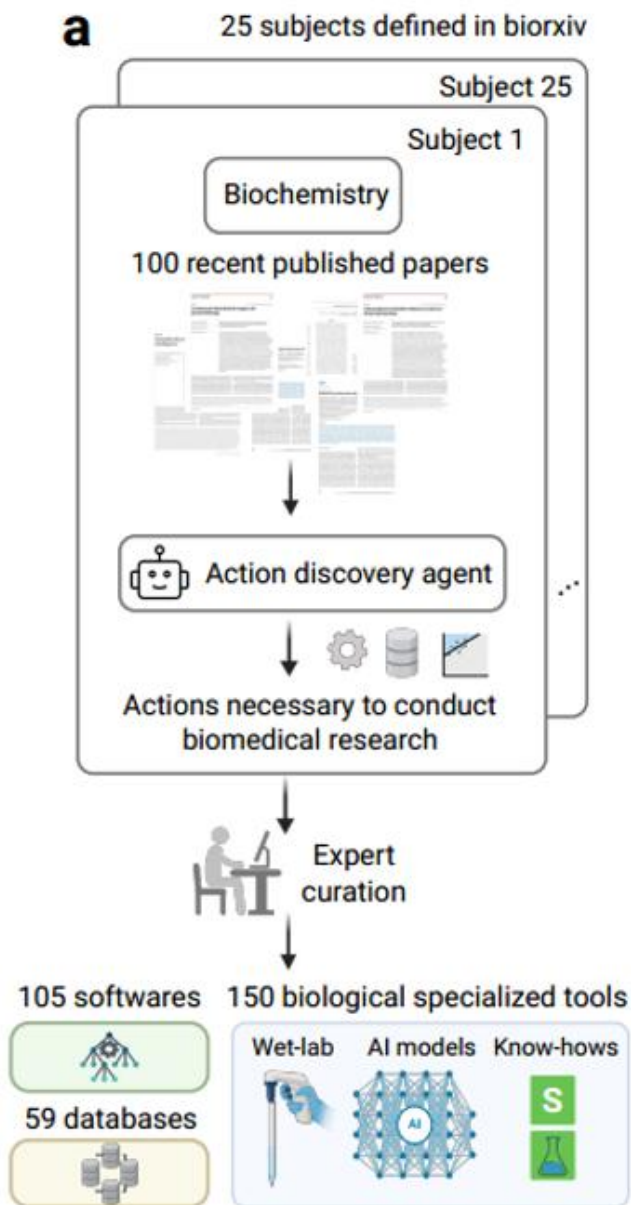 a
25 subjects defined in biorxiv
Subject 25
Subject 1
Biochemistry
100 recent published papers
Action discovery agent
...
Actions necessary to conduct
biomedical research
Expert
curation
105 softwares
150 biological specialized tools
Wet-lab
AI models
Know-hows
AI
S
59 databases